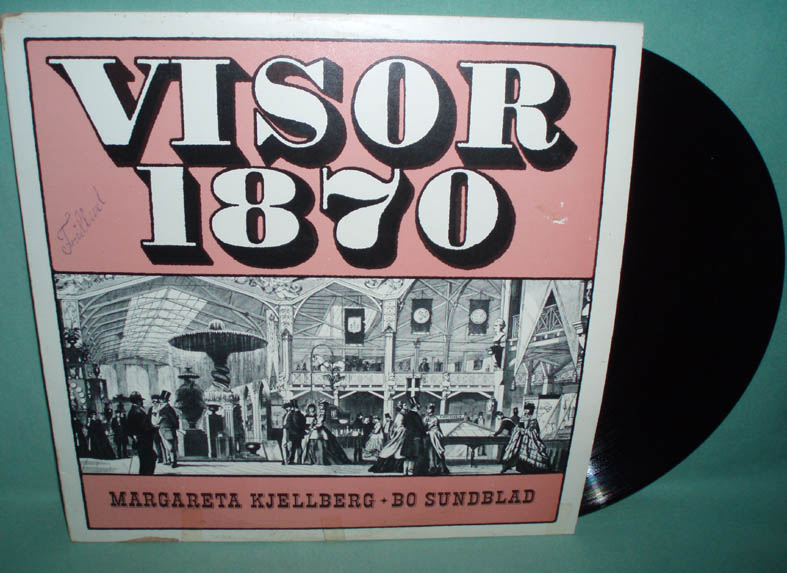 VISOR
1870
MARGARETA KJELLBERG • BO SUNDBLAD